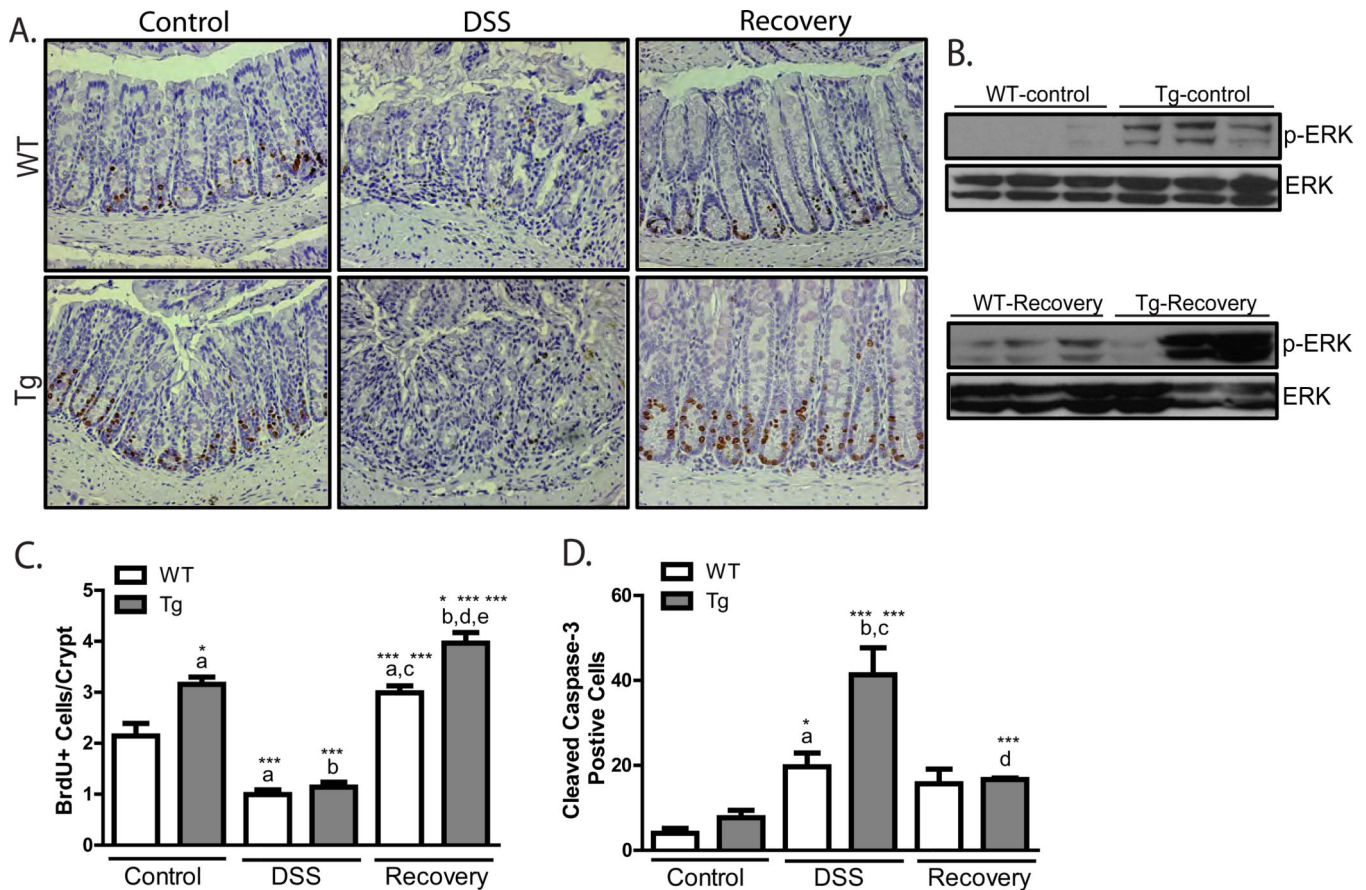 A.
Control DSS Recovery
WT
Tg
B.
WT-control Tg-control
p-ERK
ERK
WT-Recovery Tg-Recovery
p-ERK
ERK
C.
WT
Tg
BrdU+ Cells/Crypt
5
4
3
2
1
0
*
a
***
a
***
b
*** ***
a,c
* *** ***
b,d,e
Control DSS Recovery
D.
WT
Tg
Cleaved Caspase-3
Postive Cells
60
40
20
0
*
a
*** ***
b,c
***
d
Control DSS Recovery